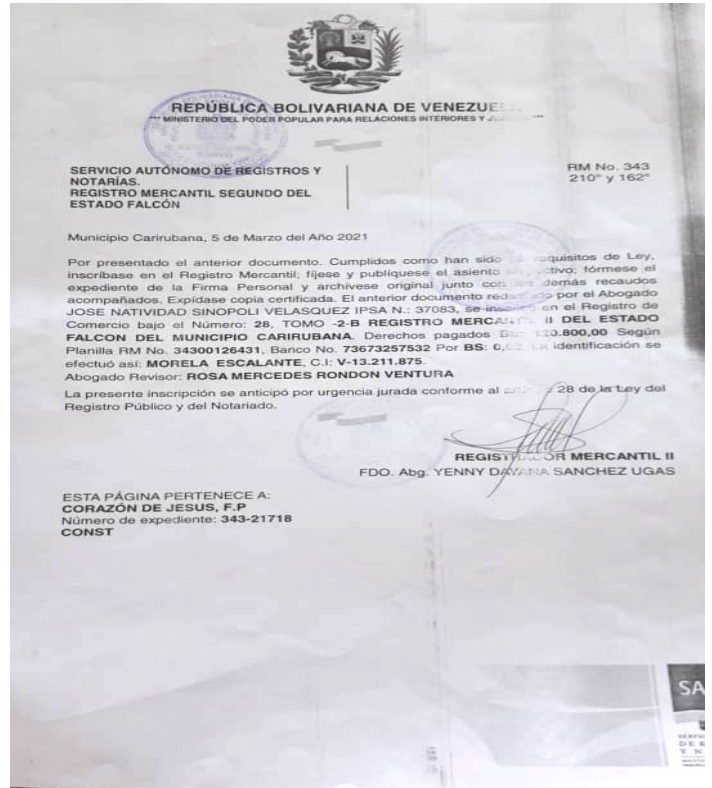 REPÚBLICA BOLIVARIANA DE
*** MINISTERIO DEL PODER POPULAR PARA RELACIONES INTERIORES Y ***
SERVICIO AUTÓNOMO DE REGISTROS Y
NOTARÍAS.
REGISTRO MERCANTIL SEGUNDO DEL
ESTADO FALCÓN
RM No. 343
210° y 162°
Municipio Carirubana, 5 de Marzo del Año 2021
Por presentado el anterior documento. Cumplidos como han sido requisitos de Ley,
inscríbase en el Registro Mercantil; fíjese y publíquese el asiento fórmese el
expediente de la Firma Personal y archívese original junto con demás recaudos
acompañados. Expídase copia certificada. El anterior documento por el Abogado
JOSE NATIVIDAD SINOPOLI VELASQUEZ IPSA N.: 37083, se en el Registro de
Comercio bajo el Número: 28, TOMO -2-B REGISTRO II DEL ESTADO
FALCON DEL MUNICIPIO CARIRUBANA. Derechos pagados Según
Planilla RM No. 34300126431, Banco No. 73673257532 Por BS: identificación se
efectuó así: MORELA ESCALANTE, C.I: V-13.211.875.
Abogado Revisor: ROSA MERCEDES RONDON VENTURA
La presente inscripción se anticipó por urgencia jurada conforme al 28 de la Ley del
Registro Público y del Notariado.
MERCANTIL II
FDO. Abg. YENNY DAYANA SANCHEZ UGAS
ESTA PÁGINA PERTENECE A:
CORAZÓN DE JESUS, F.P
Número de expediente: 343-21718
CONST